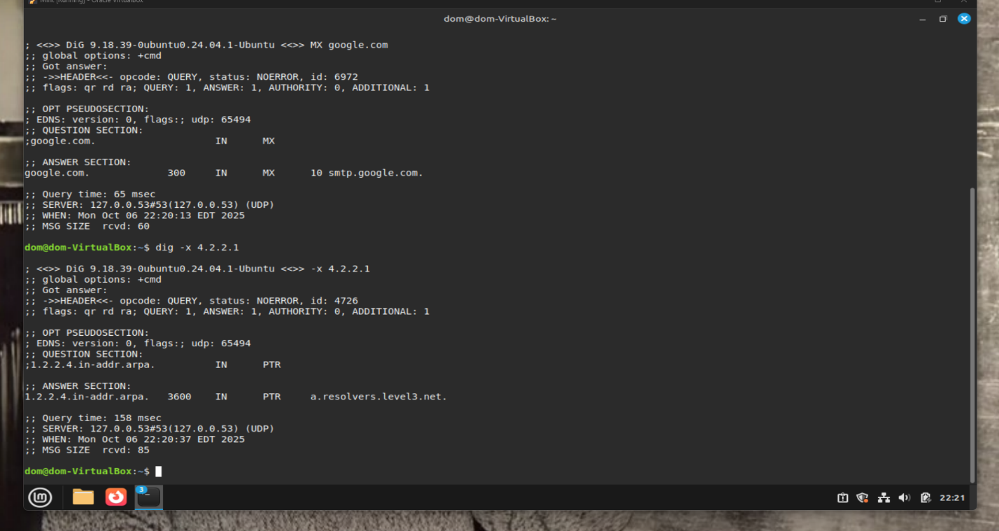 Mint [Running] - Oracle VirtualBox
dom@dom-VirtualBox: ~
; <<>> DiG 9.18.39-0ubuntu0.24.04.1-Ubuntu <<>> MX google.com
;; global options: +cmd
;; Got answer:
;; ->>HEADER<<- opcode: QUERY, status: NOERROR, id: 6972
;; flags: qr rd ra; QUERY: 1, ANSWER: 1, AUTHORITY: 0, ADDITIONAL: 1
;; OPT PSEUDOSECTION:
; EDNS: version: 0, flags:; udp: 65494
;; QUESTION SECTION:
;google.com. IN MX
;; ANSWER SECTION:
google.com. 300 IN MX 10 smtp.google.com.
;; Query time: 65 msec
;; SERVER: 127.0.0.53#53(127.0.0.53) (UDP)
;; WHEN: Mon Oct 06 22:20:13 EDT 2025
;; MSG SIZE rcvd: 60
dom@dom-VirtualBox:~$ dig -x 4.2.2.1
; <<>> DiG 9.18.39-0ubuntu0.24.04.1-Ubuntu <<>> -x 4.2.2.1
;; global options: +cmd
;; Got answer:
;; ->>HEADER<<- opcode: QUERY, status: NOERROR, id: 4726
;; flags: qr rd ra; QUERY: 1, ANSWER: 1, AUTHORITY: 0, ADDITIONAL: 1
;; OPT PSEUDOSECTION:
; EDNS: version: 0, flags:; udp: 65494
;; QUESTION SECTION:
;1.2.2.4.in-addr.arpa. IN PTR
;; ANSWER SECTION:
1.2.2.4.in-addr.arpa. 3600 IN PTR a.resolvers.level3.net.
;; Query time: 158 msec
;; SERVER: 127.0.0.53#53(127.0.0.53) (UDP)
;; WHEN: Mon Oct 06 22:20:37 EDT 2025
;; MSG SIZE rcvd: 85
dom@dom-VirtualBox:~$
3
22:21